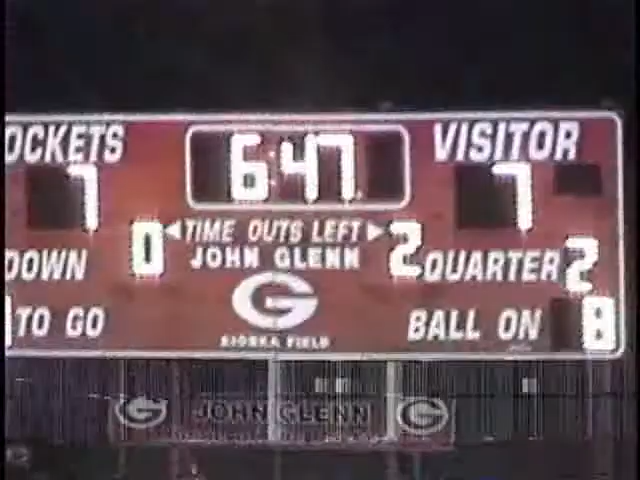 OCKETS 6:47 VISITOR
7 7
0 ◄TIME OUTS LEFT► 2
DOWN JOHN GLENN QUARTER 2
G
TO GO BALL ON 8
FIELD
G JOHN GLENN G